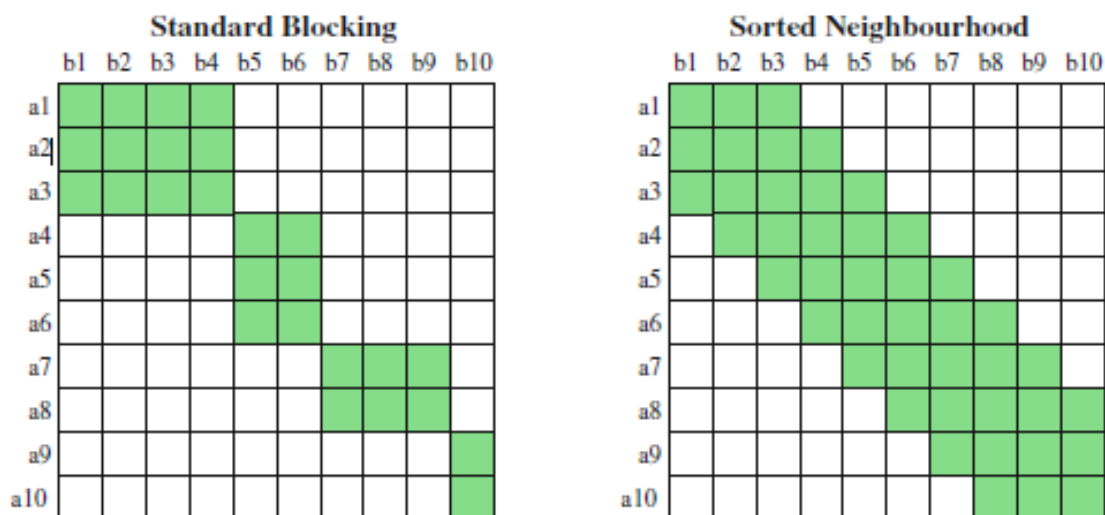 Standard Blocking
b1 b2 b3 b4 b5 b6 b7 b8 b9 b10
a1
a2
a3
a4
a5
a6
a7
a8
a9
a10
Sorted Neighbourhood
b1 b2 b3 b4 b5 b6 b7 b8 b9 b10
a1
a2
a3
a4
a5
a6
a7
a8
a9
a10